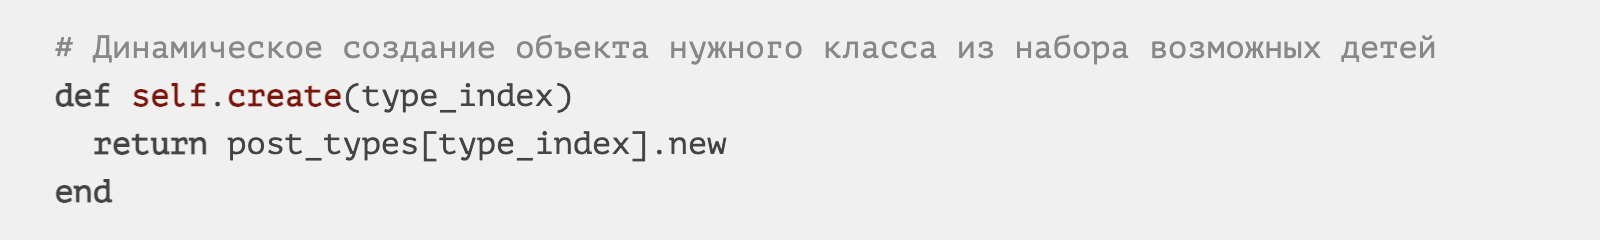 # Динамическое создание объекта нужного класса из набора возможных детей
def self.create(type_index)
  return post_types[type_index].new
end